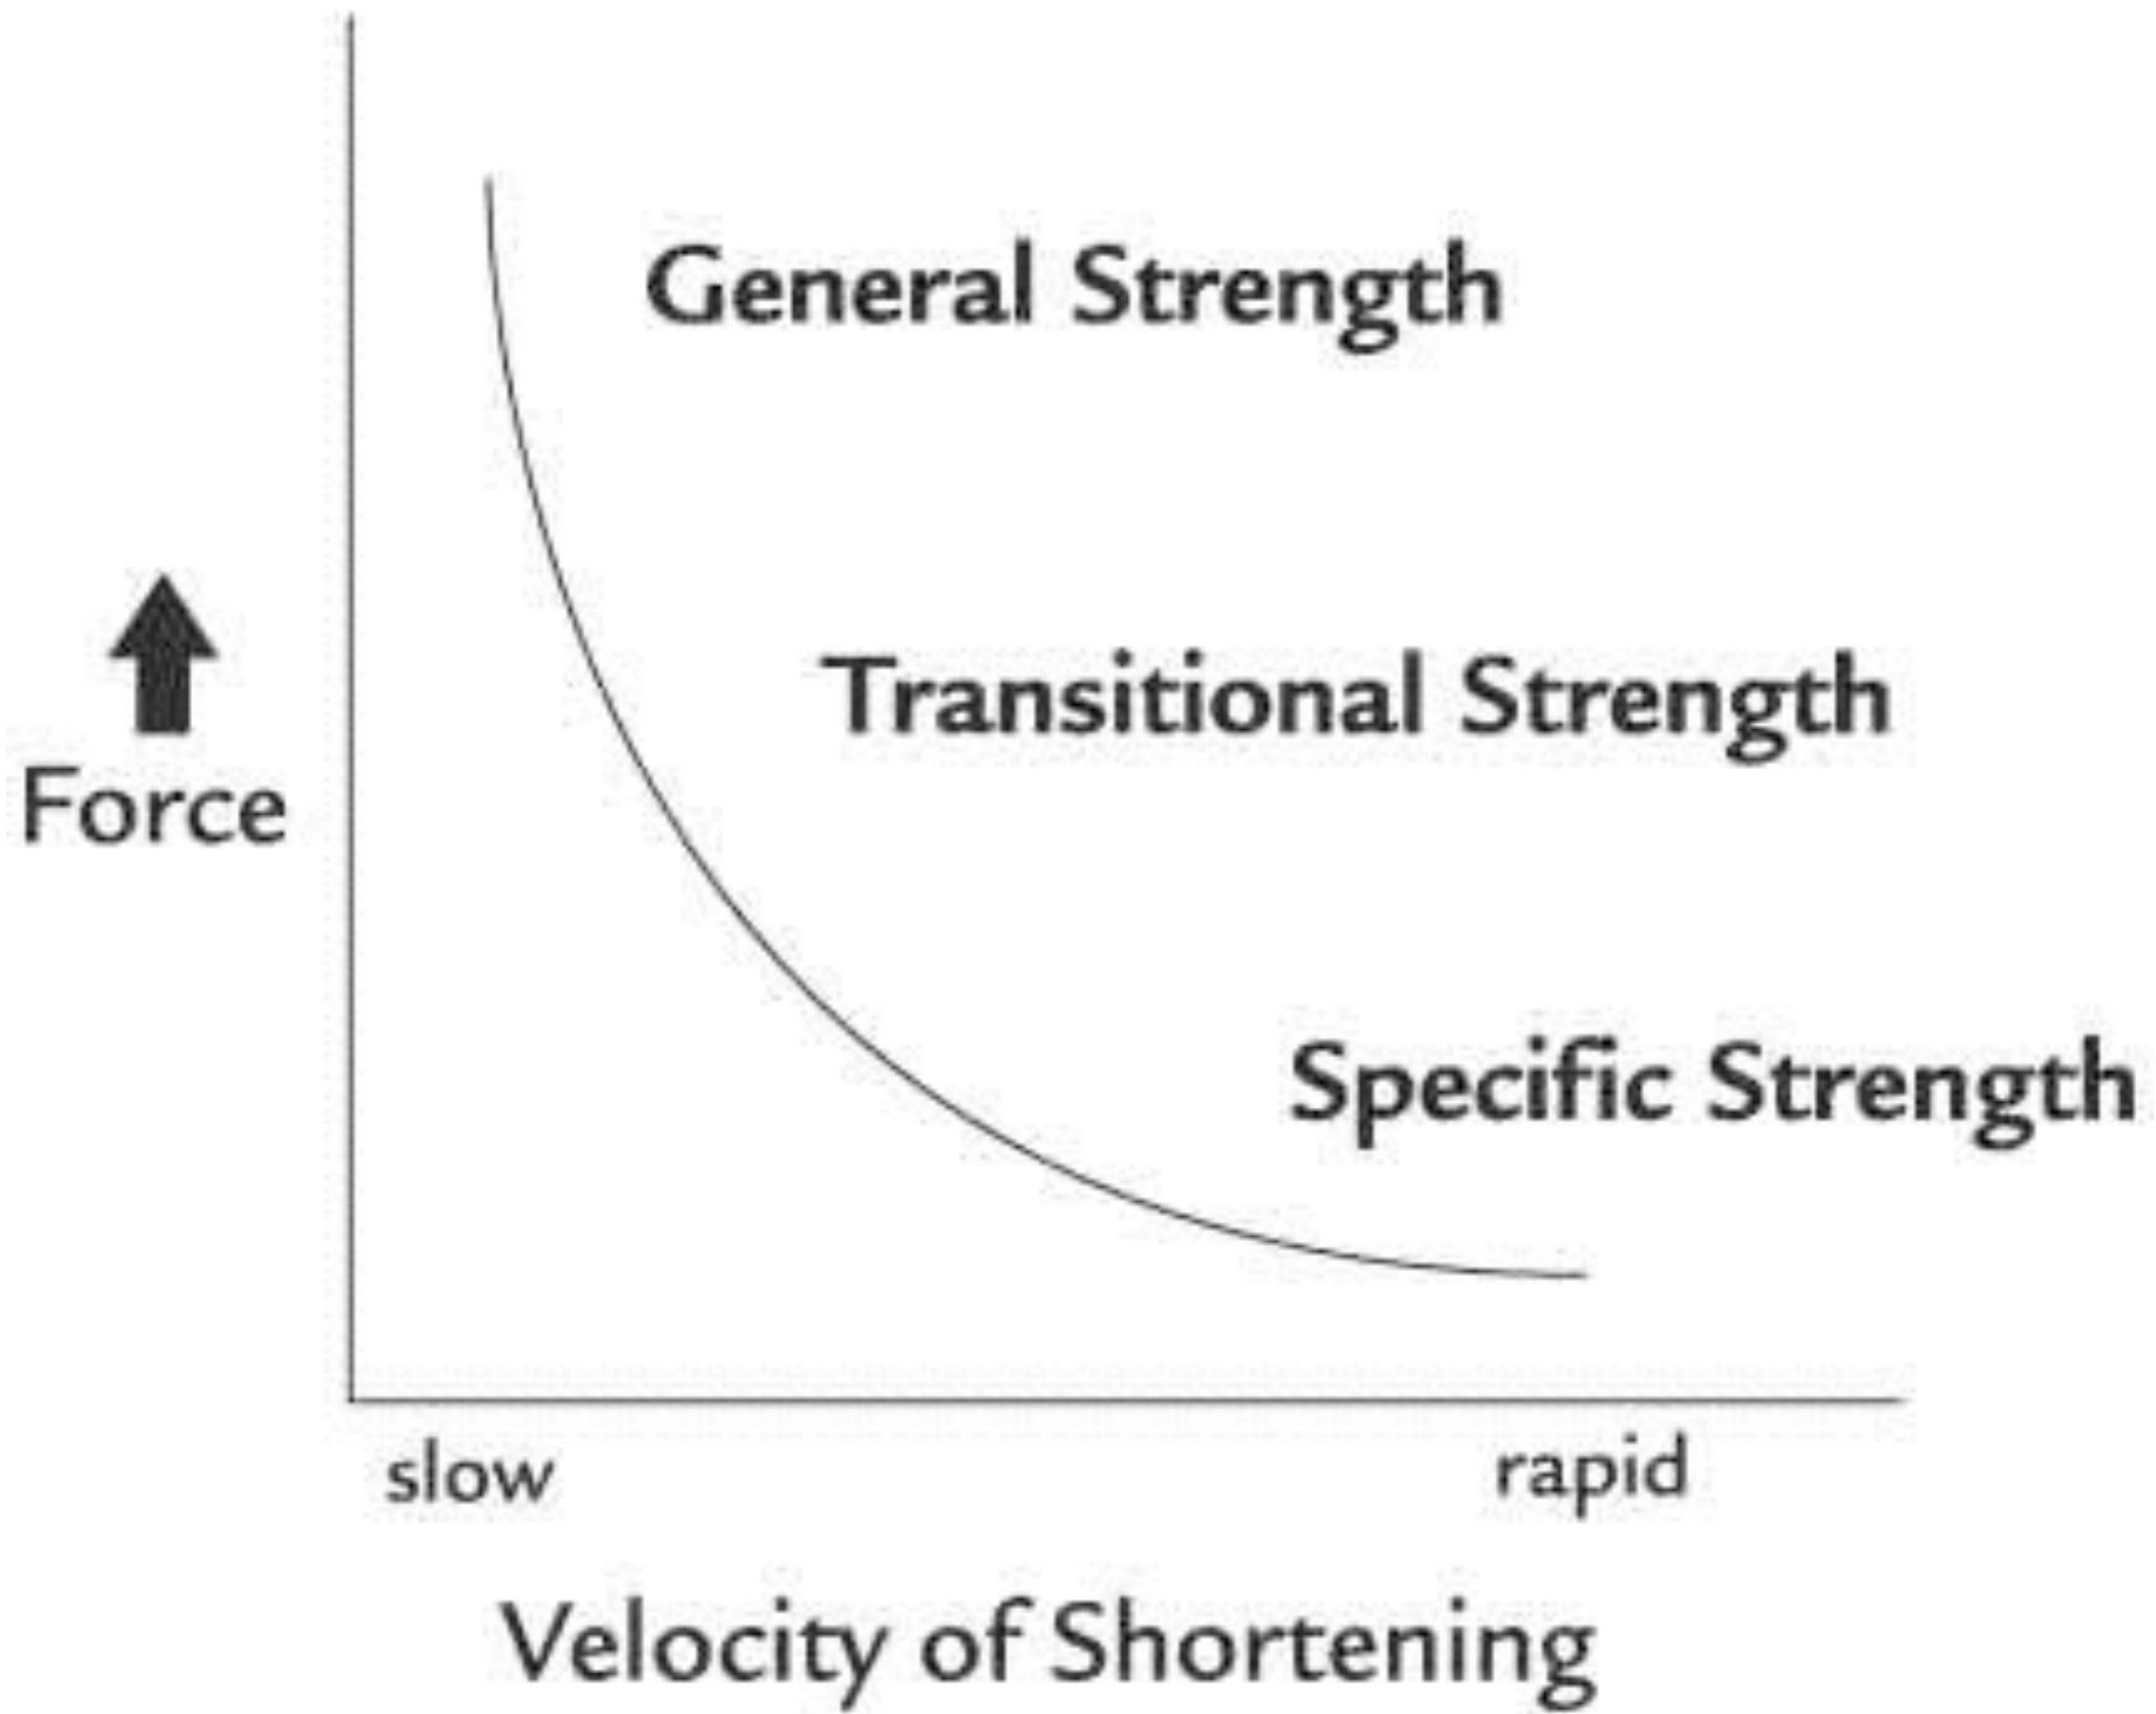 General Strength
Transitional Strength
Force
Specific Strength
slow
rapid
Velocity of Shortening